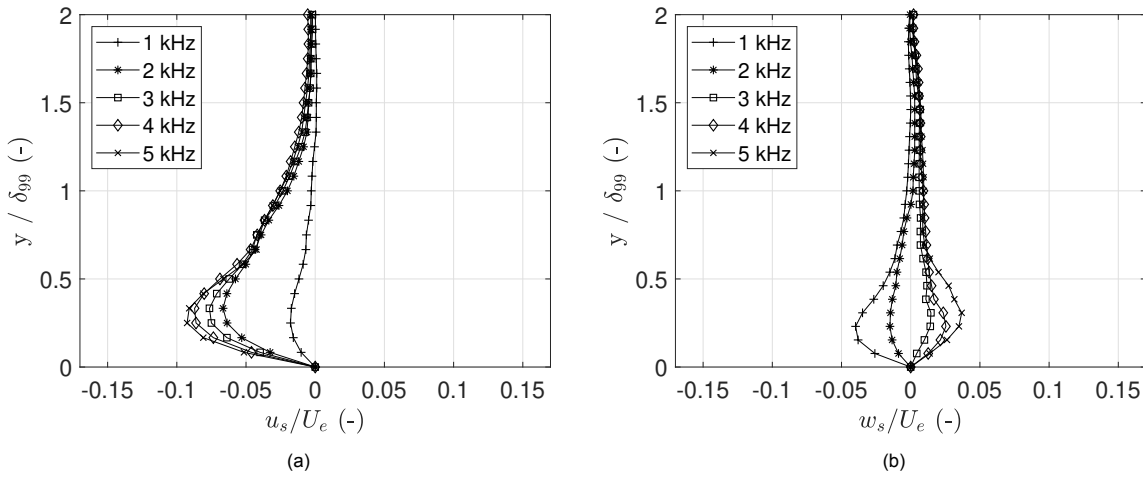 2
1.5
1
0.5
0
y / δ99 (-)
1 kHz
2 kHz
3 kHz
4 kHz
5 kHz
-0.15 -0.1 -0.05 0 0.05 0.1 0.15
us/Ue (-)
(a)
2
1.5
1
0.5
0
y / δ99 (-)
1 kHz
2 kHz
3 kHz
4 kHz
5 kHz
-0.15 -0.1 -0.05 0 0.05 0.1 0.15
ws/Ue (-)
(b)